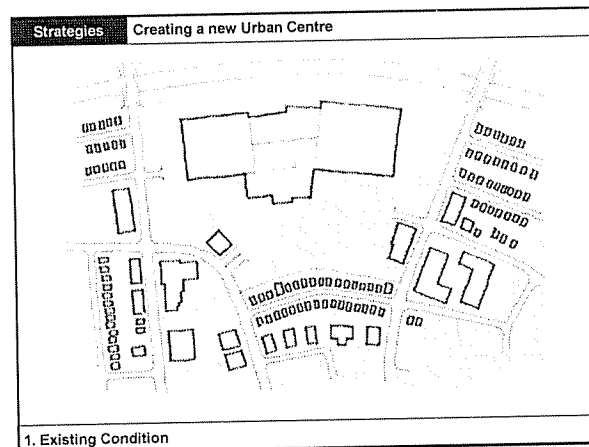 Strategies Creating a new Urban Centre
1. Existing Condition